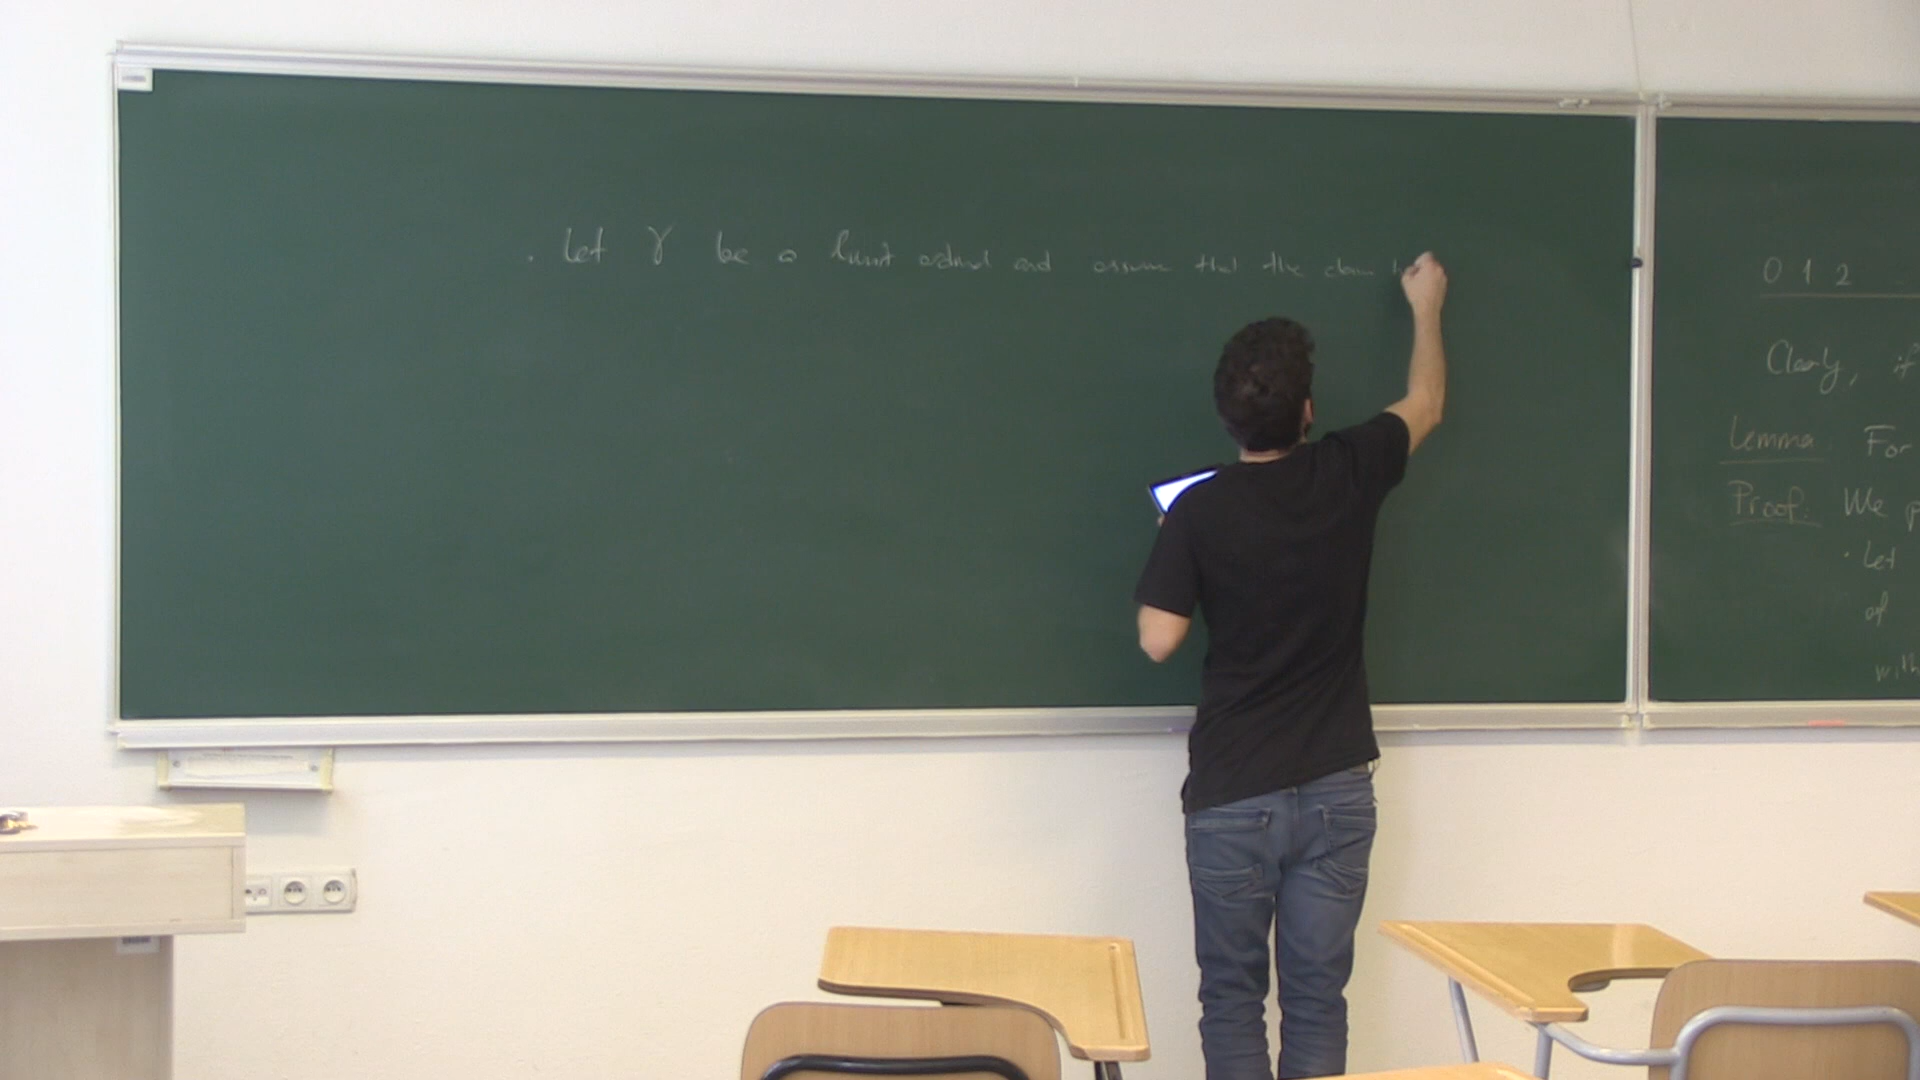 . Let γ be a limit ordinal and assume that the claim
0 1 2
Clearly, if
Lemma: For
Proof: We p
· Let
of
with